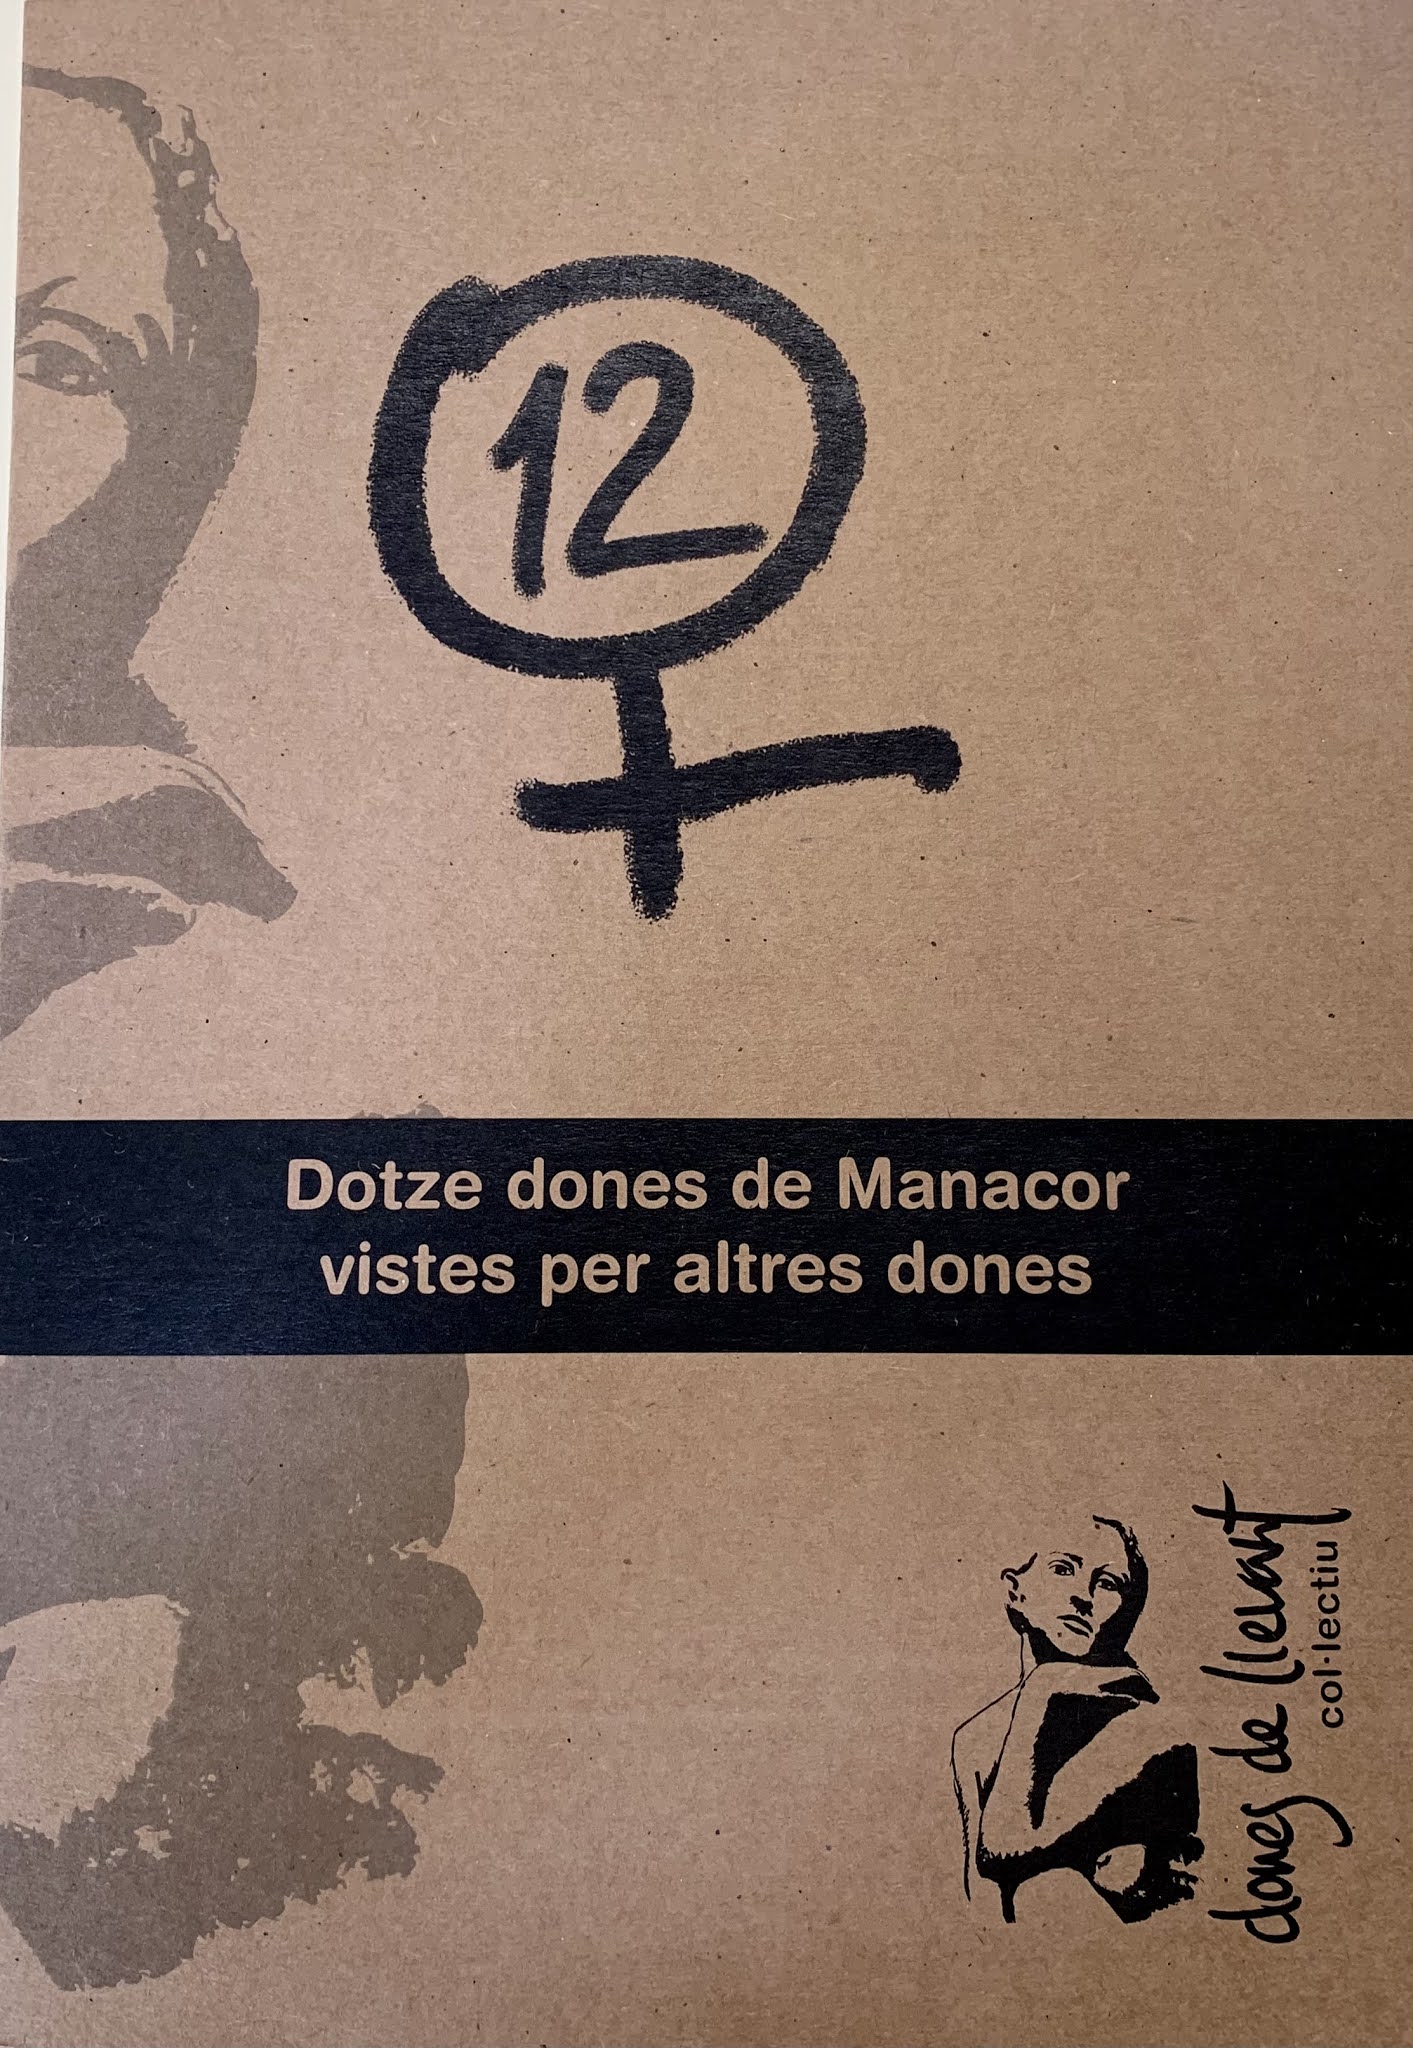 12
Dotze dones de Manacor
vistes per altres dones
dones de llevant
col·lectiu